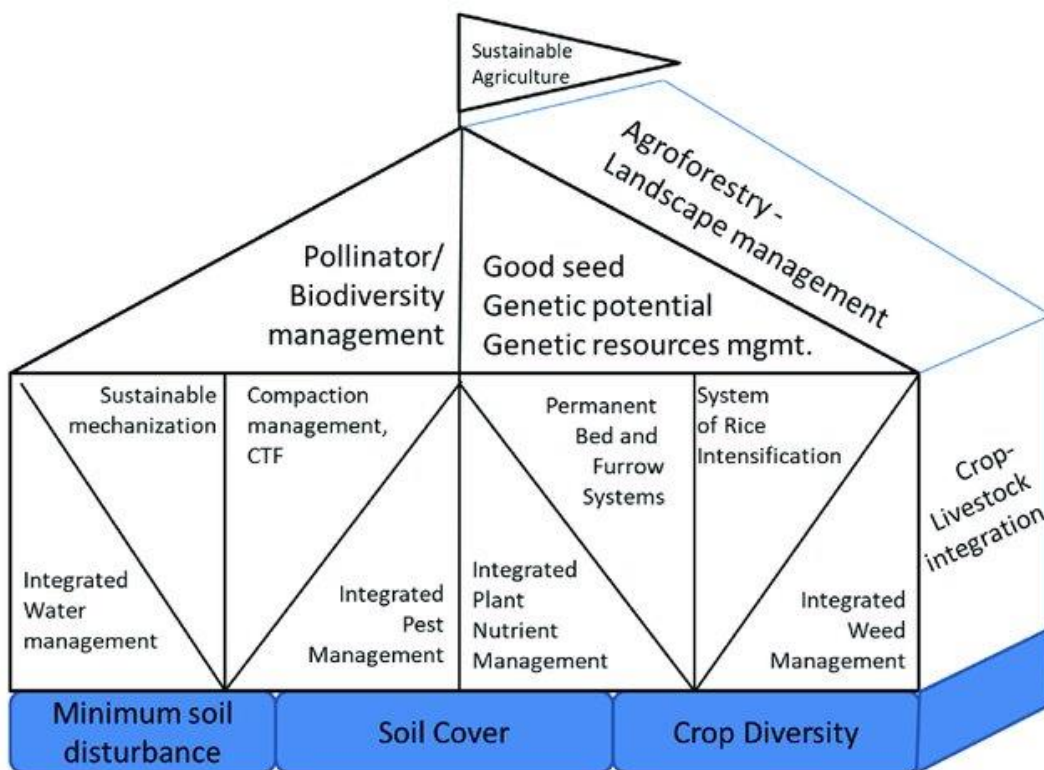 Sustainable
Agriculture
Agroforestry -
Landscape management
Pollinator/
Biodiversity
management
Good seed
Genetic potential
Genetic resources mgmt.
Sustainable
mechanization
Compaction
management,
CTF
Permanent
Bed and
Furrow
Systems
System
of Rice
Intensification
Crop-
Livestock
integration
Integrated
Water
management
Integrated
Pest
Management
Integrated
Plant
Nutrient
Management
Integrated
Weed
Management
Minimum soil
disturbance
Soil Cover
Crop Diversity